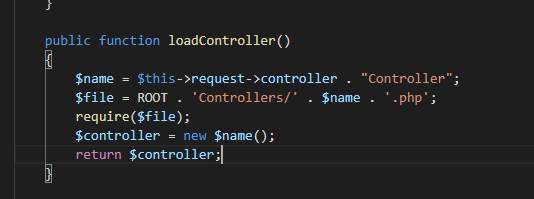 }
public function loadController()
{
$name = $this->request->controller . "Controller";
$file = ROOT . 'Controllers/' . $name . '.php';
require($file);
$controller = new $name();
return $controller;
}